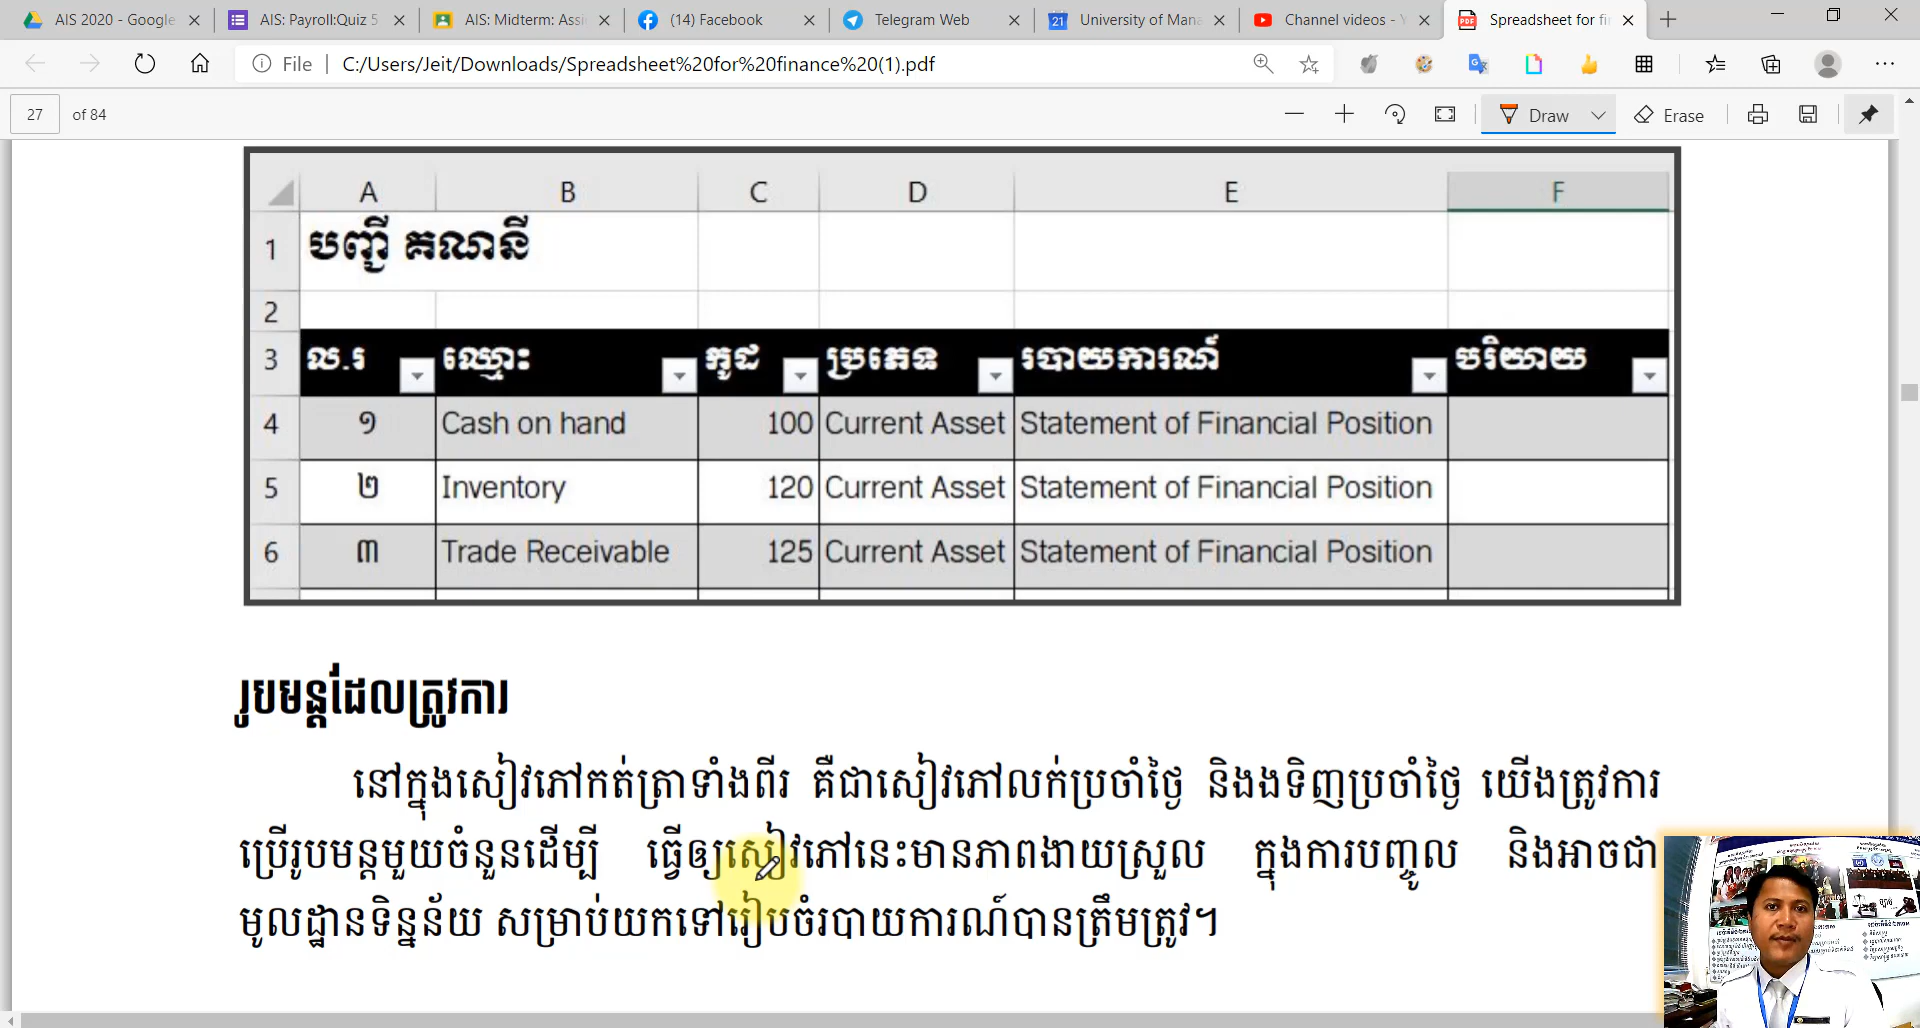 AIS 2020 - Google
AIS: Payroll:Quiz 5
AIS: Midterm: Assi
(14) Facebook
Telegram Web
University of Mana
Channel videos - Y
Spreadsheet for fi
File
C:/Users/Jeit/Downloads/Spreadsheet%20for%20finance%20(1).pdf
27 of 84
Draw
Erase
A B C D E F
1 បញ្ជី គណនី
2
3 ល.រ ឈ្មោះ កូដ ប្រភេទ របាយការណ៍ បរិយាយ
4 ១ Cash on hand 100 Current Asset Statement of Financial Position
5 ២ Inventory 120 Current Asset Statement of Financial Position
6 ៣ Trade Receivable 125 Current Asset Statement of Financial Position
រូបមន្តដែលត្រូវការ
នៅក្នុងសៀវភៅកត់ត្រាទាំងពីរ គឺជាសៀវភៅលក់ប្រចាំថ្ងៃ និងងទិញប្រចាំថ្ងៃ យើងត្រូវការ
ប្រើរូបមន្តមួយចំនួនដើម្បី ធ្វើឲ្យសៀវភៅនេះមានភាពងាយស្រួល ក្នុងការបញ្ចូល និងអាចជា
មូលដ្ឋានទិន្នន័យ សម្រាប់យកទៅរៀបចំរបាយការណ៍បានត្រឹមត្រូវ។